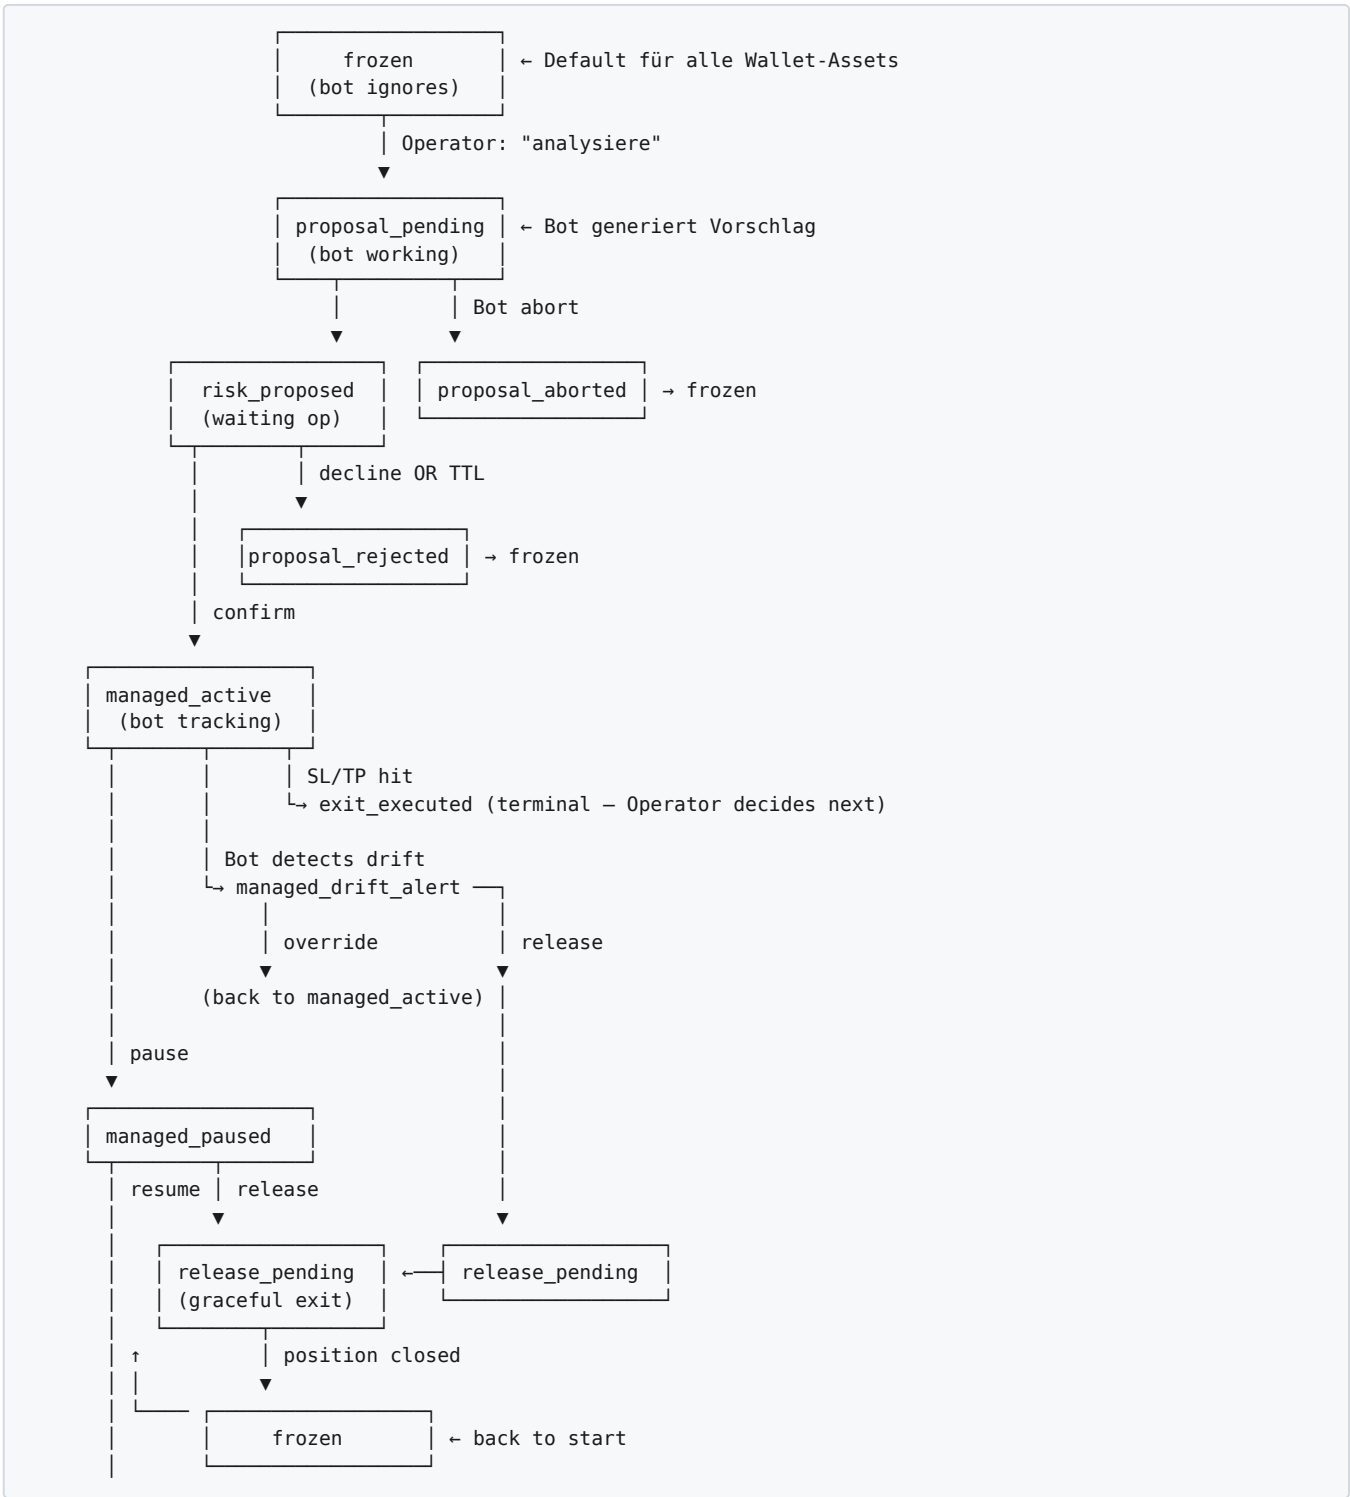 frozen ← Default für alle Wallet-Assets
(bot ignores)
Operator: "analysiere"
proposal_pending ← Bot generiert Vorschlag
(bot working)
Bot abort
risk_proposed proposal_aborted → frozen
(waiting op)
decline OR TTL
proposal_rejected → frozen
confirm
managed_active
(bot tracking)
SL/TP hit
→ exit_executed (terminal — Operator decides next)
Bot detects drift
→ managed_drift_alert
override release
(back to managed_active)
pause
managed_paused
resume release
release_pending ← release_pending
(graceful exit)
↑ position closed
frozen ← back to start